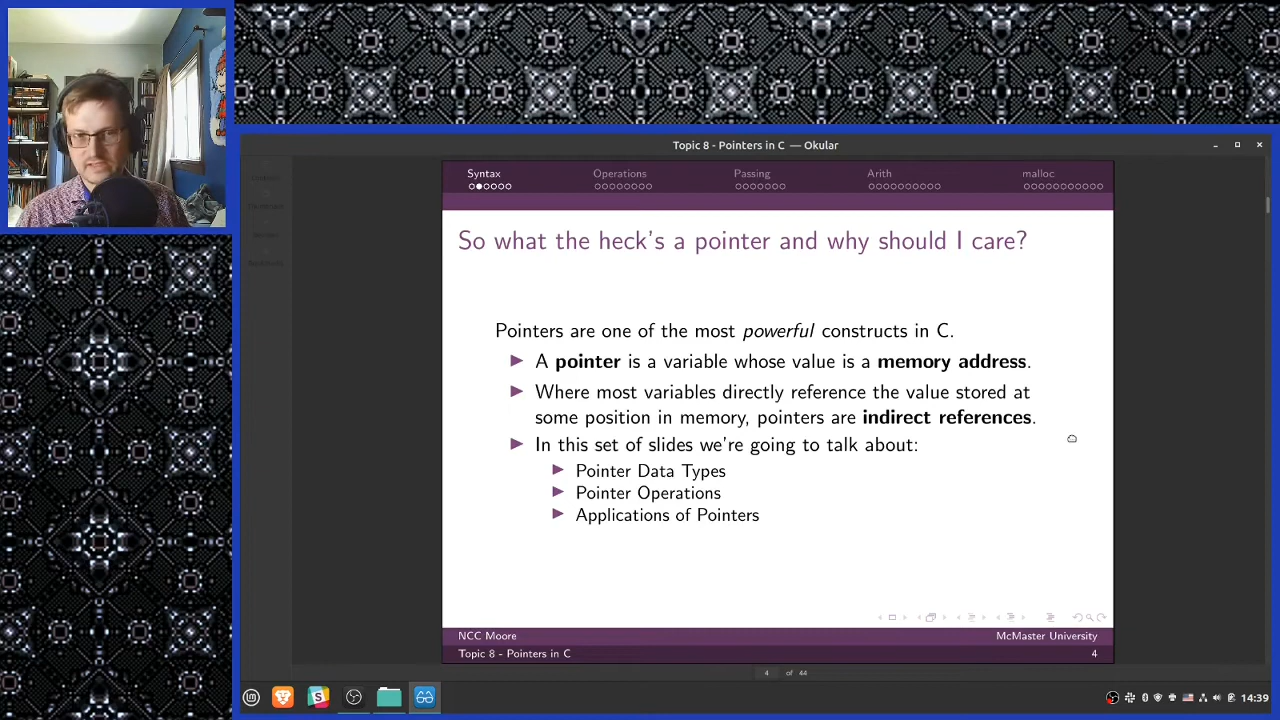 Topic 8 - Pointers in C — Okular
Syntax Operations Passing Arith malloc
So what the heck's a pointer and why should I care?
Pointers are one of the most powerful constructs in C.
A pointer is a variable whose value is a memory address.
Where most variables directly reference the value stored at
some position in memory, pointers are indirect references.
In this set of slides we're going to talk about:
Pointer Data Types
Pointer Operations
Applications of Pointers
NCC Moore McMaster University
Topic 8 - Pointers in C 4
4 of 44
14:39